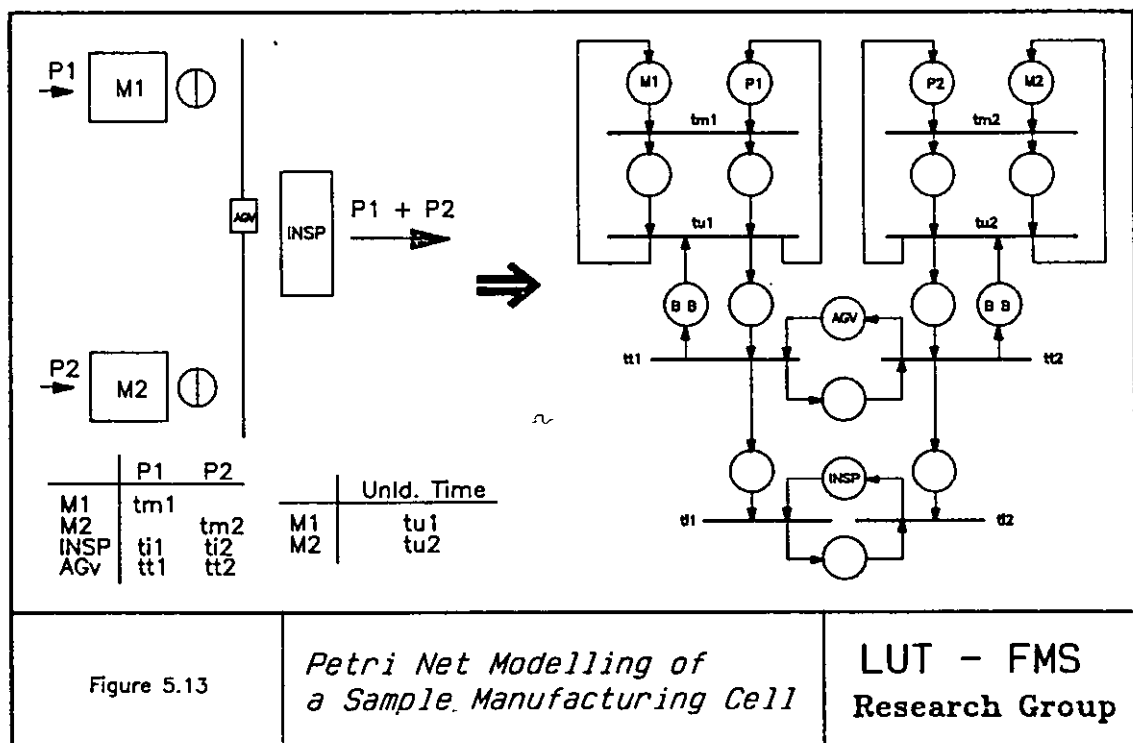 P1
M1
AGV
INSP
P1 + P2
P2
M2
P1 P2
M1 tm1
M2 tm2
INSP ti1 ti2
AGv tt1 tt2
Unld. Time
M1 tu1
M2 tu2
M1 P1 P2 M2
tm1 tm2
tu1 tu2
B B B B
AGV
tt1 tt2
INSP
ti1 ti2
Figure 5.13
Petri Net Modelling of
a Sample Manufacturing Cell
LUT - FMS
Research Group